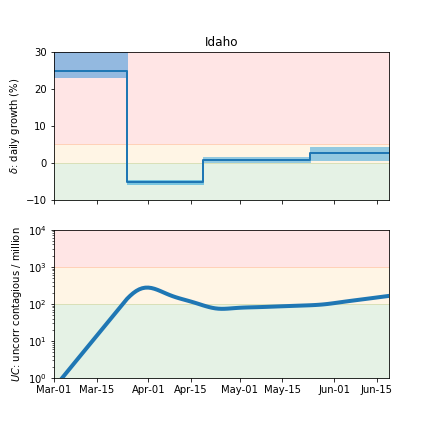 Idaho
δ: daily growth (%)
30
20
10
0
−10
UC: uncorr contagious / million
10⁴
10³
10²
10¹
10⁰
Mar-01 Mar-15 Apr-01 Apr-15 May-01 May-15 Jun-01 Jun-15